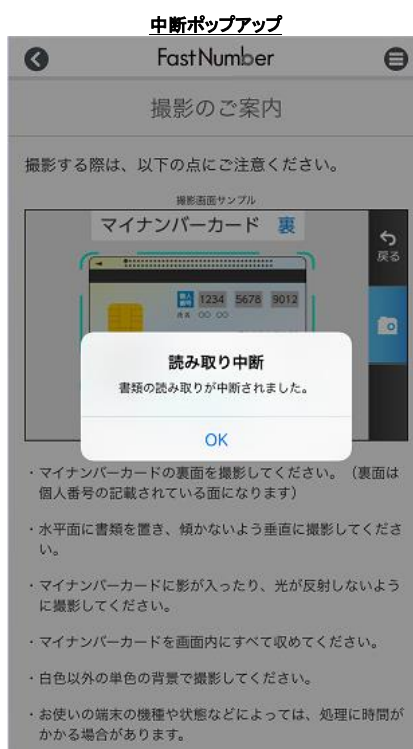 中断ポップアップ
FastNumber
撮影のご案内
撮影する際は、以下の点にご注意ください。
撮影画面サンプル
マイナンバーカード 裏
戻る
個人番号 1234 5678 9012
氏名 〇〇 〇〇
読み取り中断
書類の読み取りが中断されました。
OK
・マイナンバーカードの裏面を撮影してください。（裏面は
個人番号の記載されている面になります）
・水平面に書類を置き、傾かないよう垂直に撮影してくださ
い。
・マイナンバーカードに影が入ったり、光が反射しないよう
に撮影してください。
・マイナンバーカードを画面内にすべて収めてください。
・白色以外の単色の背景で撮影してください。
・お使いの端末の機種や状態などによっては、処理に時間が
かかる場合があります。